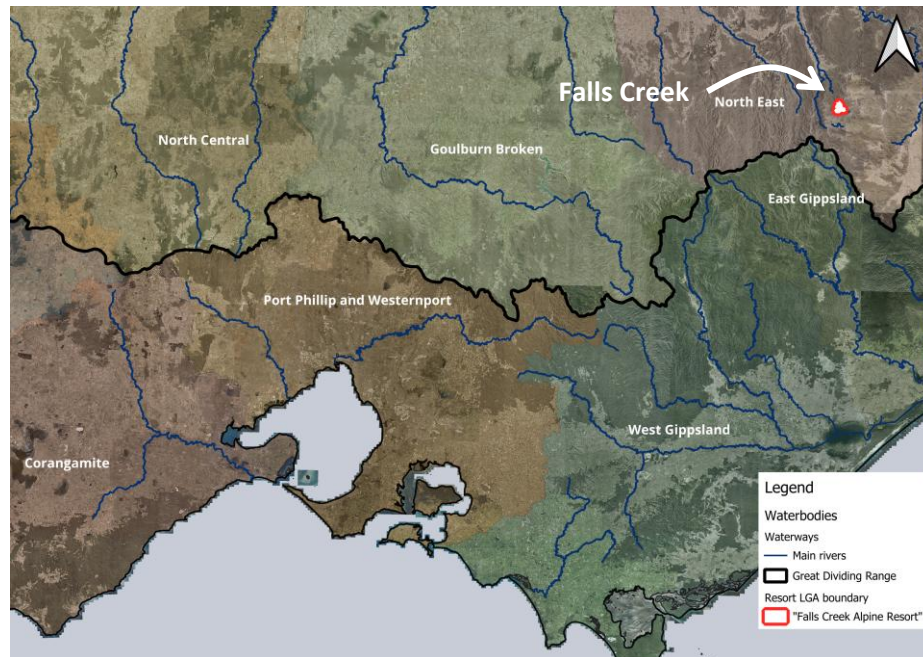 Falls Creek
North East
North Central
Goulburn Broken
East Gippsland
Port Phillip and Westernport
West Gippsland
Corangamite
Legend
Waterbodies
Waterways
Main rivers
Great Dividing Range
Resort LGA boundary
"Falls Creek Alpine Resort"